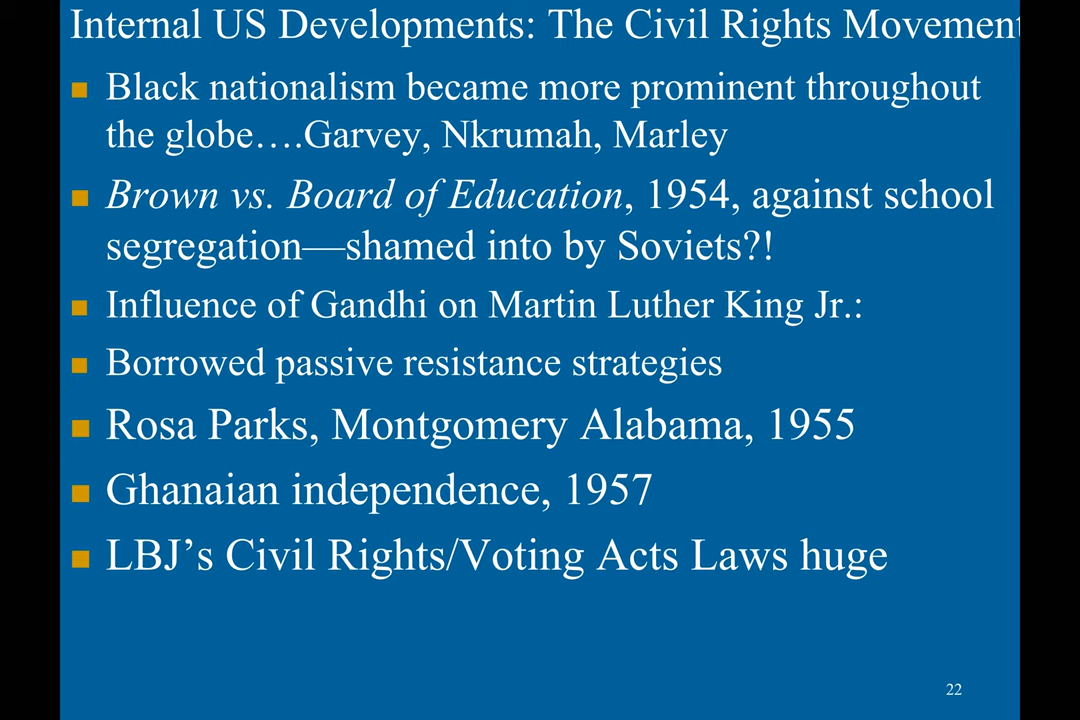 Internal US Developments: The Civil Rights Movement
Black nationalism became more prominent throughout
the globe….Garvey, Nkrumah, Marley
Brown vs. Board of Education, 1954, against school
segregation—shamed into by Soviets?!
Influence of Gandhi on Martin Luther King Jr.:
Borrowed passive resistance strategies
Rosa Parks, Montgomery Alabama, 1955
Ghanaian independence, 1957
LBJ’s Civil Rights/Voting Acts Laws huge
22